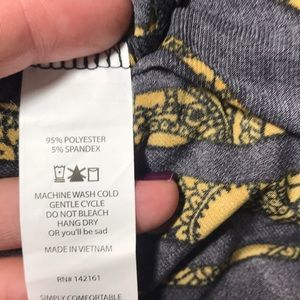 95% POLYESTER
5% SPANDEX
MACHINE WASH COLD
GENTLE CYCLE
DO NOT BLEACH
HANG DRY
OR you'll be sad
MADE IN VIETNAM
RN# 142161
SIMPLY COMFORTABLE